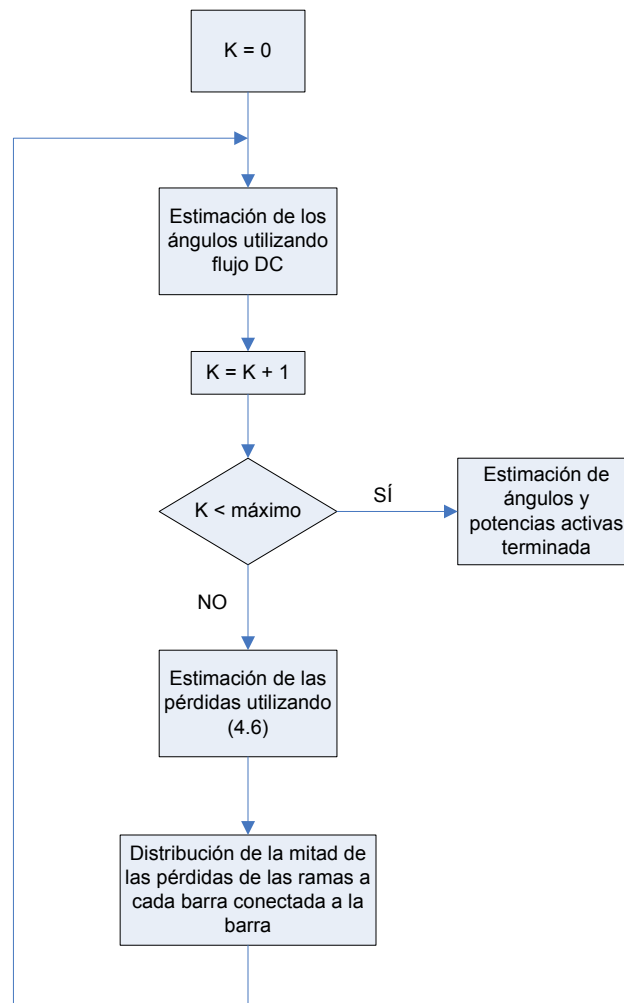 K = 0
Estimación de los
ángulos utilizando
flujo DC
K = K + 1
K < máximo
SÍ
Estimación de
ángulos y
potencias activas
terminada
NO
Estimación de las
pérdidas utilizando
(4.6)
Distribución de la mitad de
las pérdidas de las ramas a
cada barra conectada a la
barra